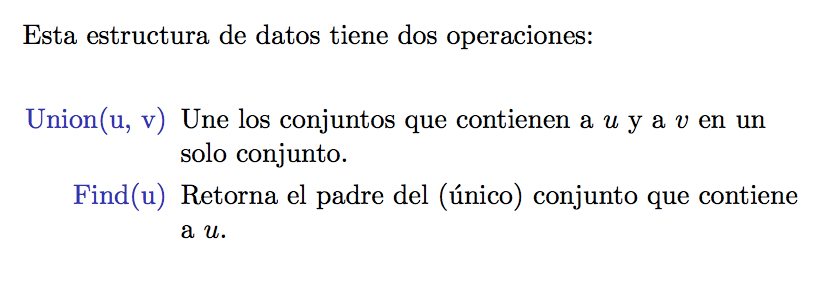 Esta estructura de datos tiene dos operaciones:
Union(u, v) Une los conjuntos que contienen a u y a v en un
solo conjunto.
Find(u) Retorna el padre del (único) conjunto que contiene
a u.